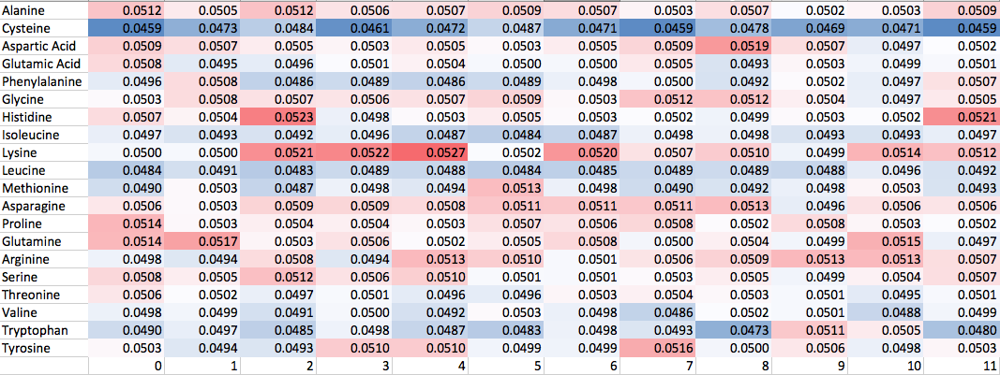 Alanine 0.0512 0.0505 0.0512 0.0506 0.0507 0.0509 0.0507 0.0503 0.0507 0.0502 0.0503 0.0509
Cysteine 0.0459 0.0473 0.0484 0.0461 0.0472 0.0487 0.0471 0.0459 0.0478 0.0469 0.0471 0.0459
Aspartic Acid 0.0509 0.0507 0.0505 0.0503 0.0505 0.0503 0.0505 0.0509 0.0519 0.0507 0.0497 0.0502
Glutamic Acid 0.0508 0.0495 0.0496 0.0501 0.0504 0.0500 0.0500 0.0505 0.0493 0.0503 0.0499 0.0501
Phenylalanine 0.0496 0.0508 0.0486 0.0489 0.0486 0.0489 0.0498 0.0500 0.0492 0.0502 0.0497 0.0507
Glycine 0.0503 0.0508 0.0507 0.0506 0.0507 0.0509 0.0503 0.0512 0.0512 0.0504 0.0497 0.0505
Histidine 0.0507 0.0504 0.0523 0.0498 0.0503 0.0505 0.0503 0.0502 0.0499 0.0503 0.0502 0.0521
Isoleucine 0.0497 0.0493 0.0492 0.0496 0.0487 0.0484 0.0487 0.0498 0.0498 0.0493 0.0493 0.0497
Lysine 0.0500 0.0500 0.0521 0.0522 0.0527 0.0502 0.0520 0.0507 0.0510 0.0499 0.0514 0.0512
Leucine 0.0484 0.0491 0.0483 0.0489 0.0488 0.0484 0.0485 0.0489 0.0489 0.0488 0.0496 0.0492
Methionine 0.0490 0.0503 0.0487 0.0498 0.0494 0.0513 0.0498 0.0490 0.0492 0.0498 0.0503 0.0493
Asparagine 0.0506 0.0503 0.0509 0.0509 0.0508 0.0511 0.0511 0.0511 0.0513 0.0496 0.0506 0.0506
Proline 0.0514 0.0503 0.0504 0.0504 0.0503 0.0507 0.0506 0.0508 0.0502 0.0508 0.0503 0.0502
Glutamine 0.0514 0.0517 0.0503 0.0506 0.0502 0.0505 0.0508 0.0500 0.0504 0.0499 0.0515 0.0497
Arginine 0.0498 0.0494 0.0508 0.0494 0.0513 0.0510 0.0501 0.0506 0.0509 0.0513 0.0513 0.0507
Serine 0.0508 0.0505 0.0512 0.0506 0.0510 0.0501 0.0501 0.0503 0.0505 0.0499 0.0504 0.0507
Threonine 0.0506 0.0502 0.0497 0.0501 0.0496 0.0496 0.0503 0.0504 0.0503 0.0501 0.0495 0.0501
Valine 0.0498 0.0499 0.0491 0.0500 0.0492 0.0503 0.0498 0.0486 0.0502 0.0501 0.0488 0.0499
Tryptophan 0.0490 0.0497 0.0485 0.0498 0.0487 0.0483 0.0498 0.0493 0.0473 0.0511 0.0505 0.0480
Tyrosine 0.0503 0.0494 0.0493 0.0510 0.0510 0.0499 0.0499 0.0516 0.0500 0.0506 0.0498 0.0503
0 1 2 3 4 5 6 7 8 9 10 11